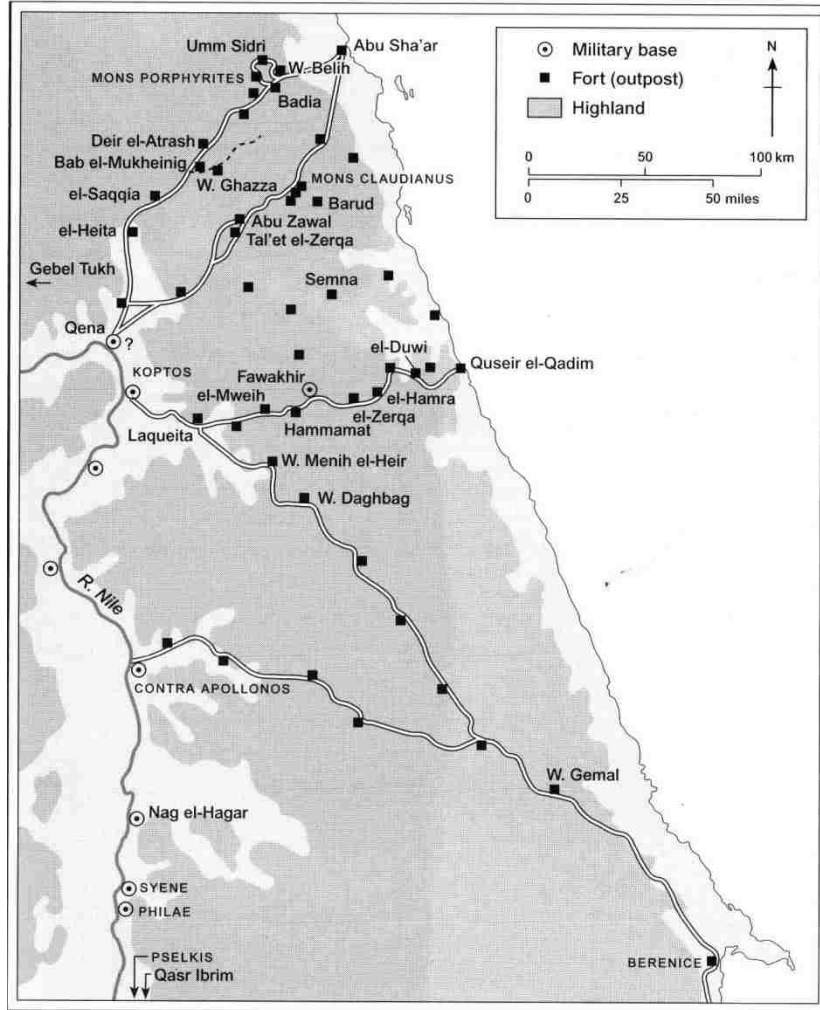 Umm Sidri
Abu Sha'ar
W. Belih
MONS PORPHYRITES
Badia
Deir el-Atrash
Bab el-Mukheinig
W. Ghazza
MONS CLAUDIANUS
el-Saqqia
Barud
Abu Zawal
el-Heita
Tal'et el-Zerqa
Gebel Tukh
Semna
Qena
?
el-Duwi
Quseir el-Qadim
KOPTOS
Fawakhir
el-Mweih
el-Hamra
el-Zerqa
Laqueita
Hammamat
W. Menih el-Heir
W. Daghbag
R. Nile
CONTRA APOLLONOS
W. Gemal
Nag el-Hagar
SYENE
PHILAE
PSELKIS
Qasr Ibrim
BERENICE
Military base
Fort (outpost)
Highland
N
0 50 100 km
0 25 50 miles